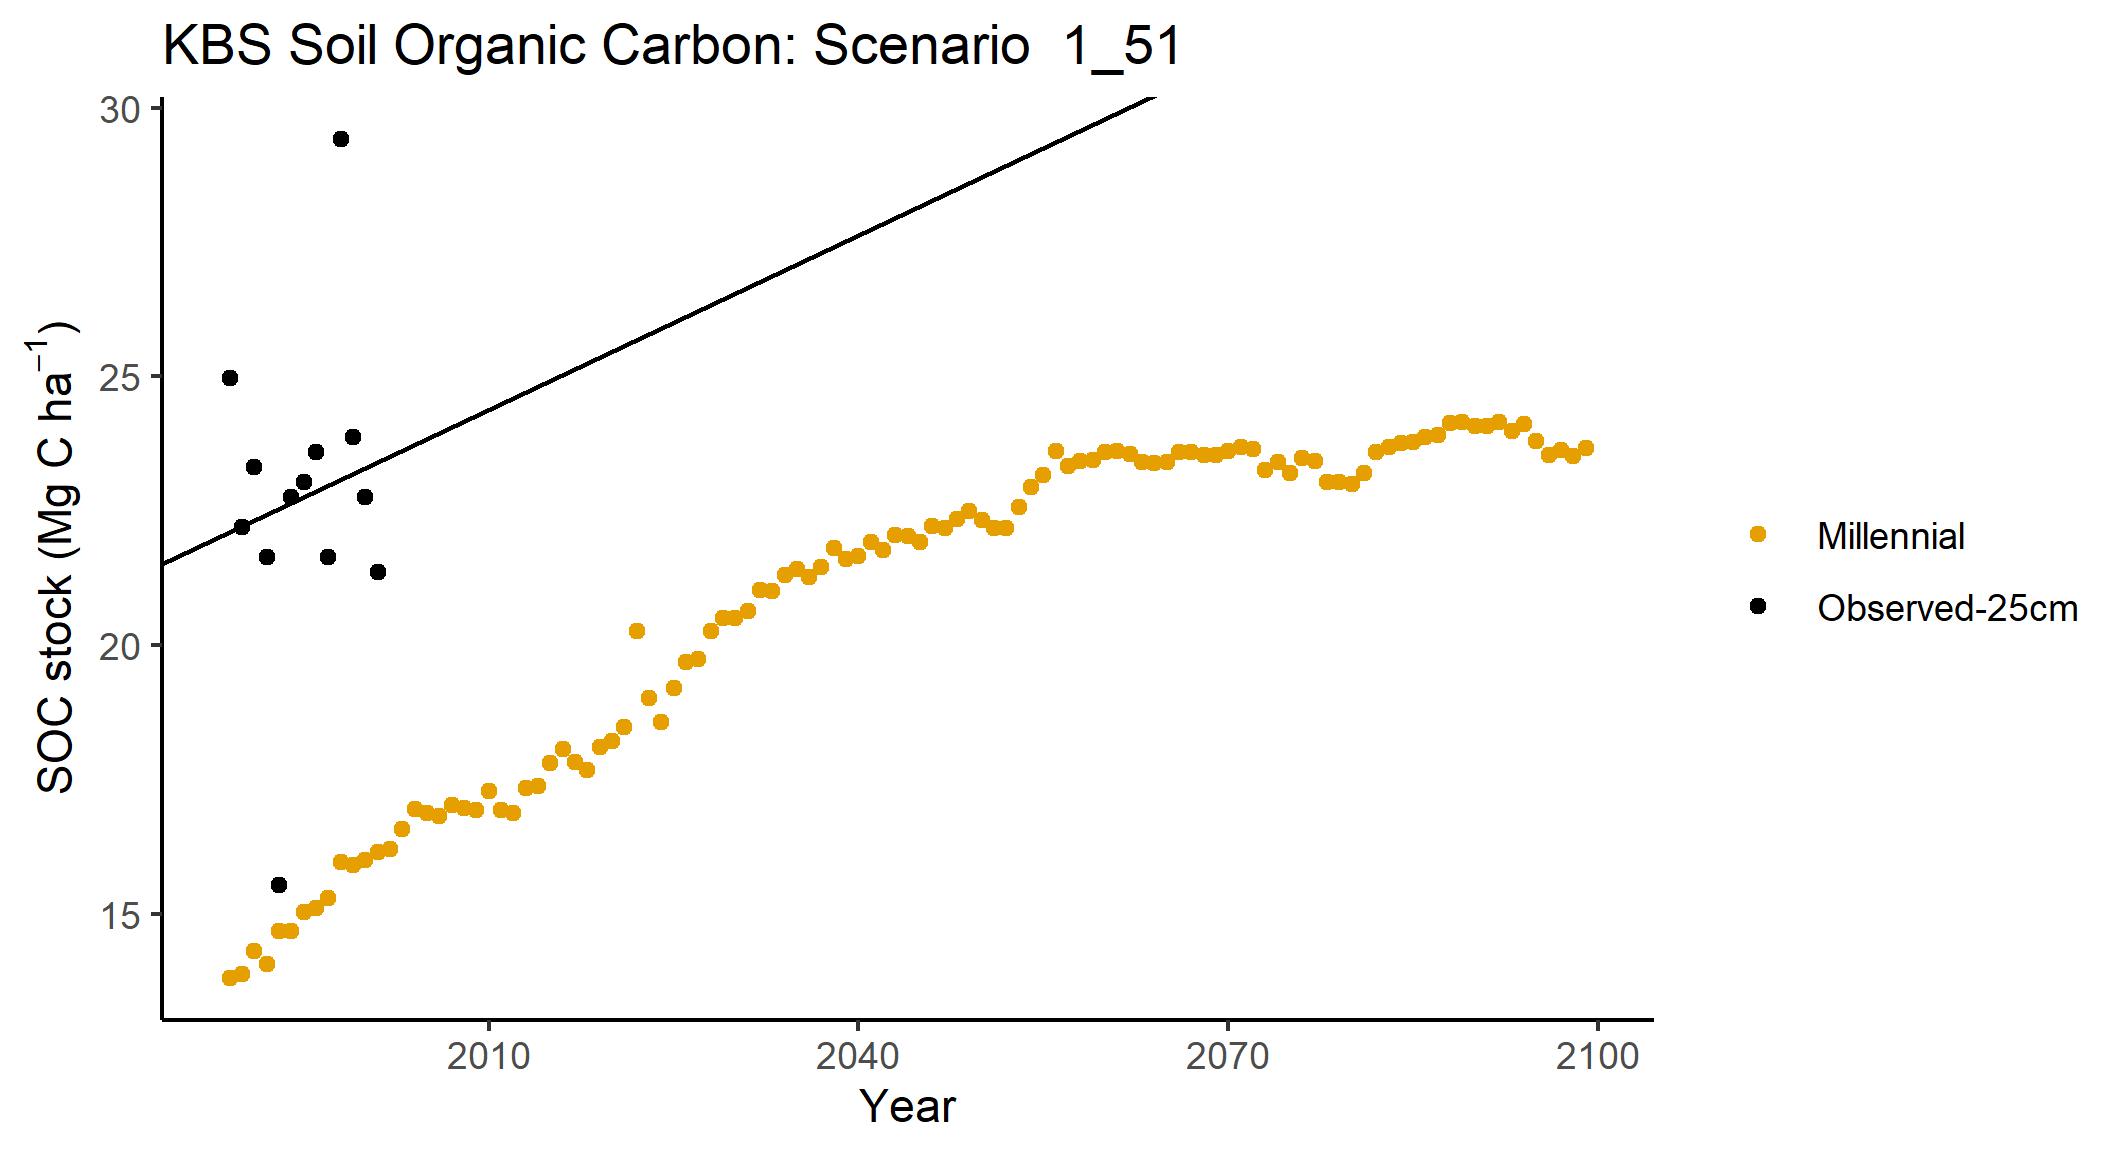 KBS Soil Organic Carbon: Scenario  1_51
30
25
20
15
SOC stock (Mg C ha⁻¹)
2010 2040 2070 2100
Year
Millennial
Observed-25cm